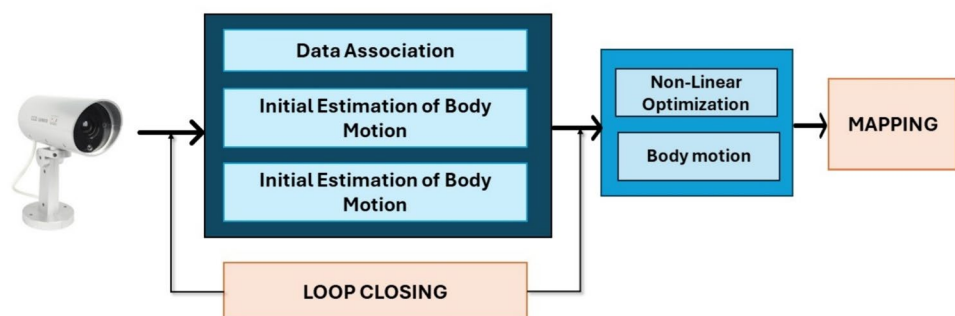 Data Association
Initial Estimation of Body
Motion
Initial Estimation of Body
Motion
Non-Linear
Optimization
Body motion
MAPPING
LOOP CLOSING